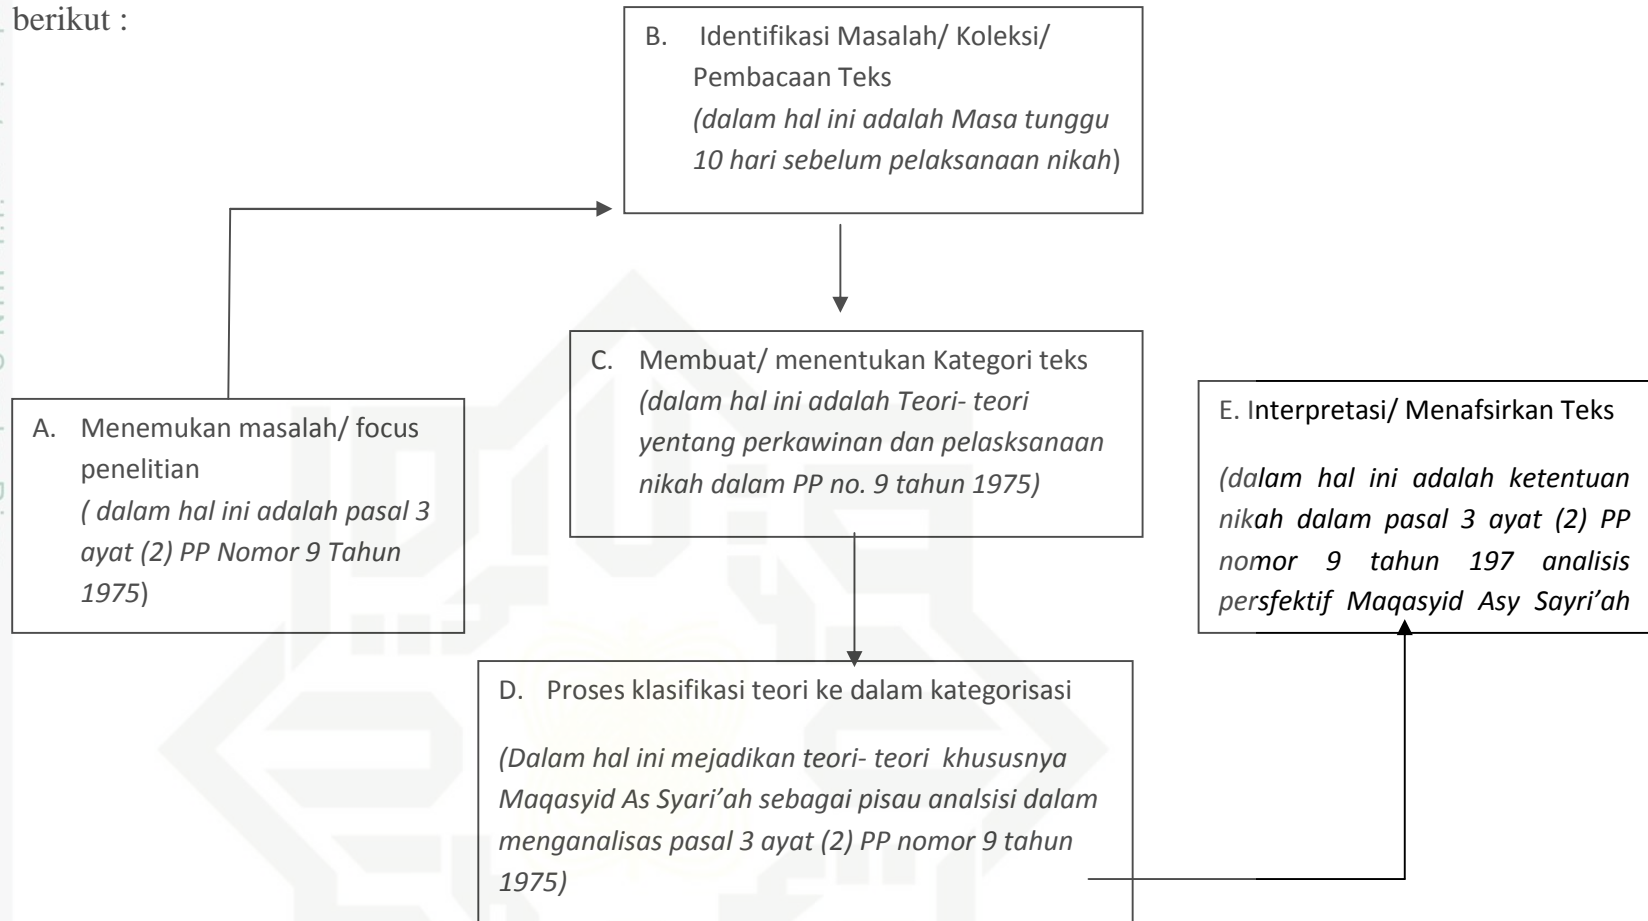 berikut :
B. Identifikasi Masalah/ Koleksi/
Pembacaan Teks
(dalam hal ini adalah Masa tunggu
10 hari sebelum pelaksanaan nikah)
C. Membuat/ menentukan Kategori teks
(dalam hal ini adalah Teori- teori
yentang perkawinan dan pelasksanaan
nikah dalam PP no. 9 tahun 1975)
A. Menemukan masalah/ focus
penelitian
( dalam hal ini adalah pasal 3
ayat (2) PP Nomor 9 Tahun
1975)
E. Interpretasi/ Menafsirkan Teks
(dalam hal ini adalah ketentuan
nikah dalam pasal 3 ayat (2) PP
nomor 9 tahun 197 analisis
persfektif Maqasyid Asy Sayri’ah
D. Proses klasifikasi teori ke dalam kategorisasi
(Dalam hal ini mejadikan teori- teori khususnya
Maqasyid As Syari’ah sebagai pisau analsisi dalam
menganalisas pasal 3 ayat (2) PP nomor 9 tahun
1975)